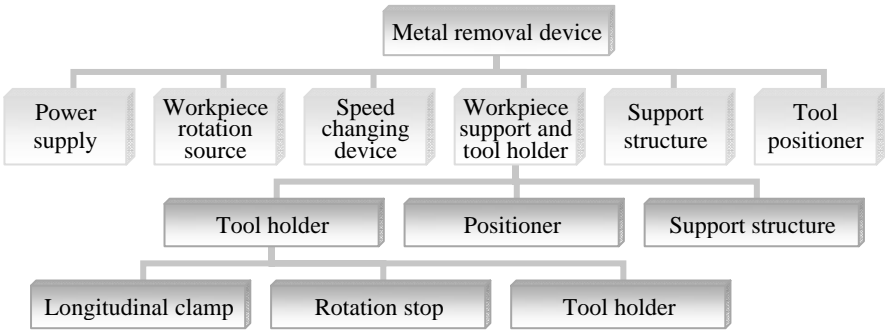 Metal removal device
Power
supply
Workpiece
rotation
source
Speed
changing
device
Workpiece
support and
tool holder
Support
structure
Tool
positioner
Tool holder
Positioner
Support structure
Longitudinal clamp
Rotation stop
Tool holder